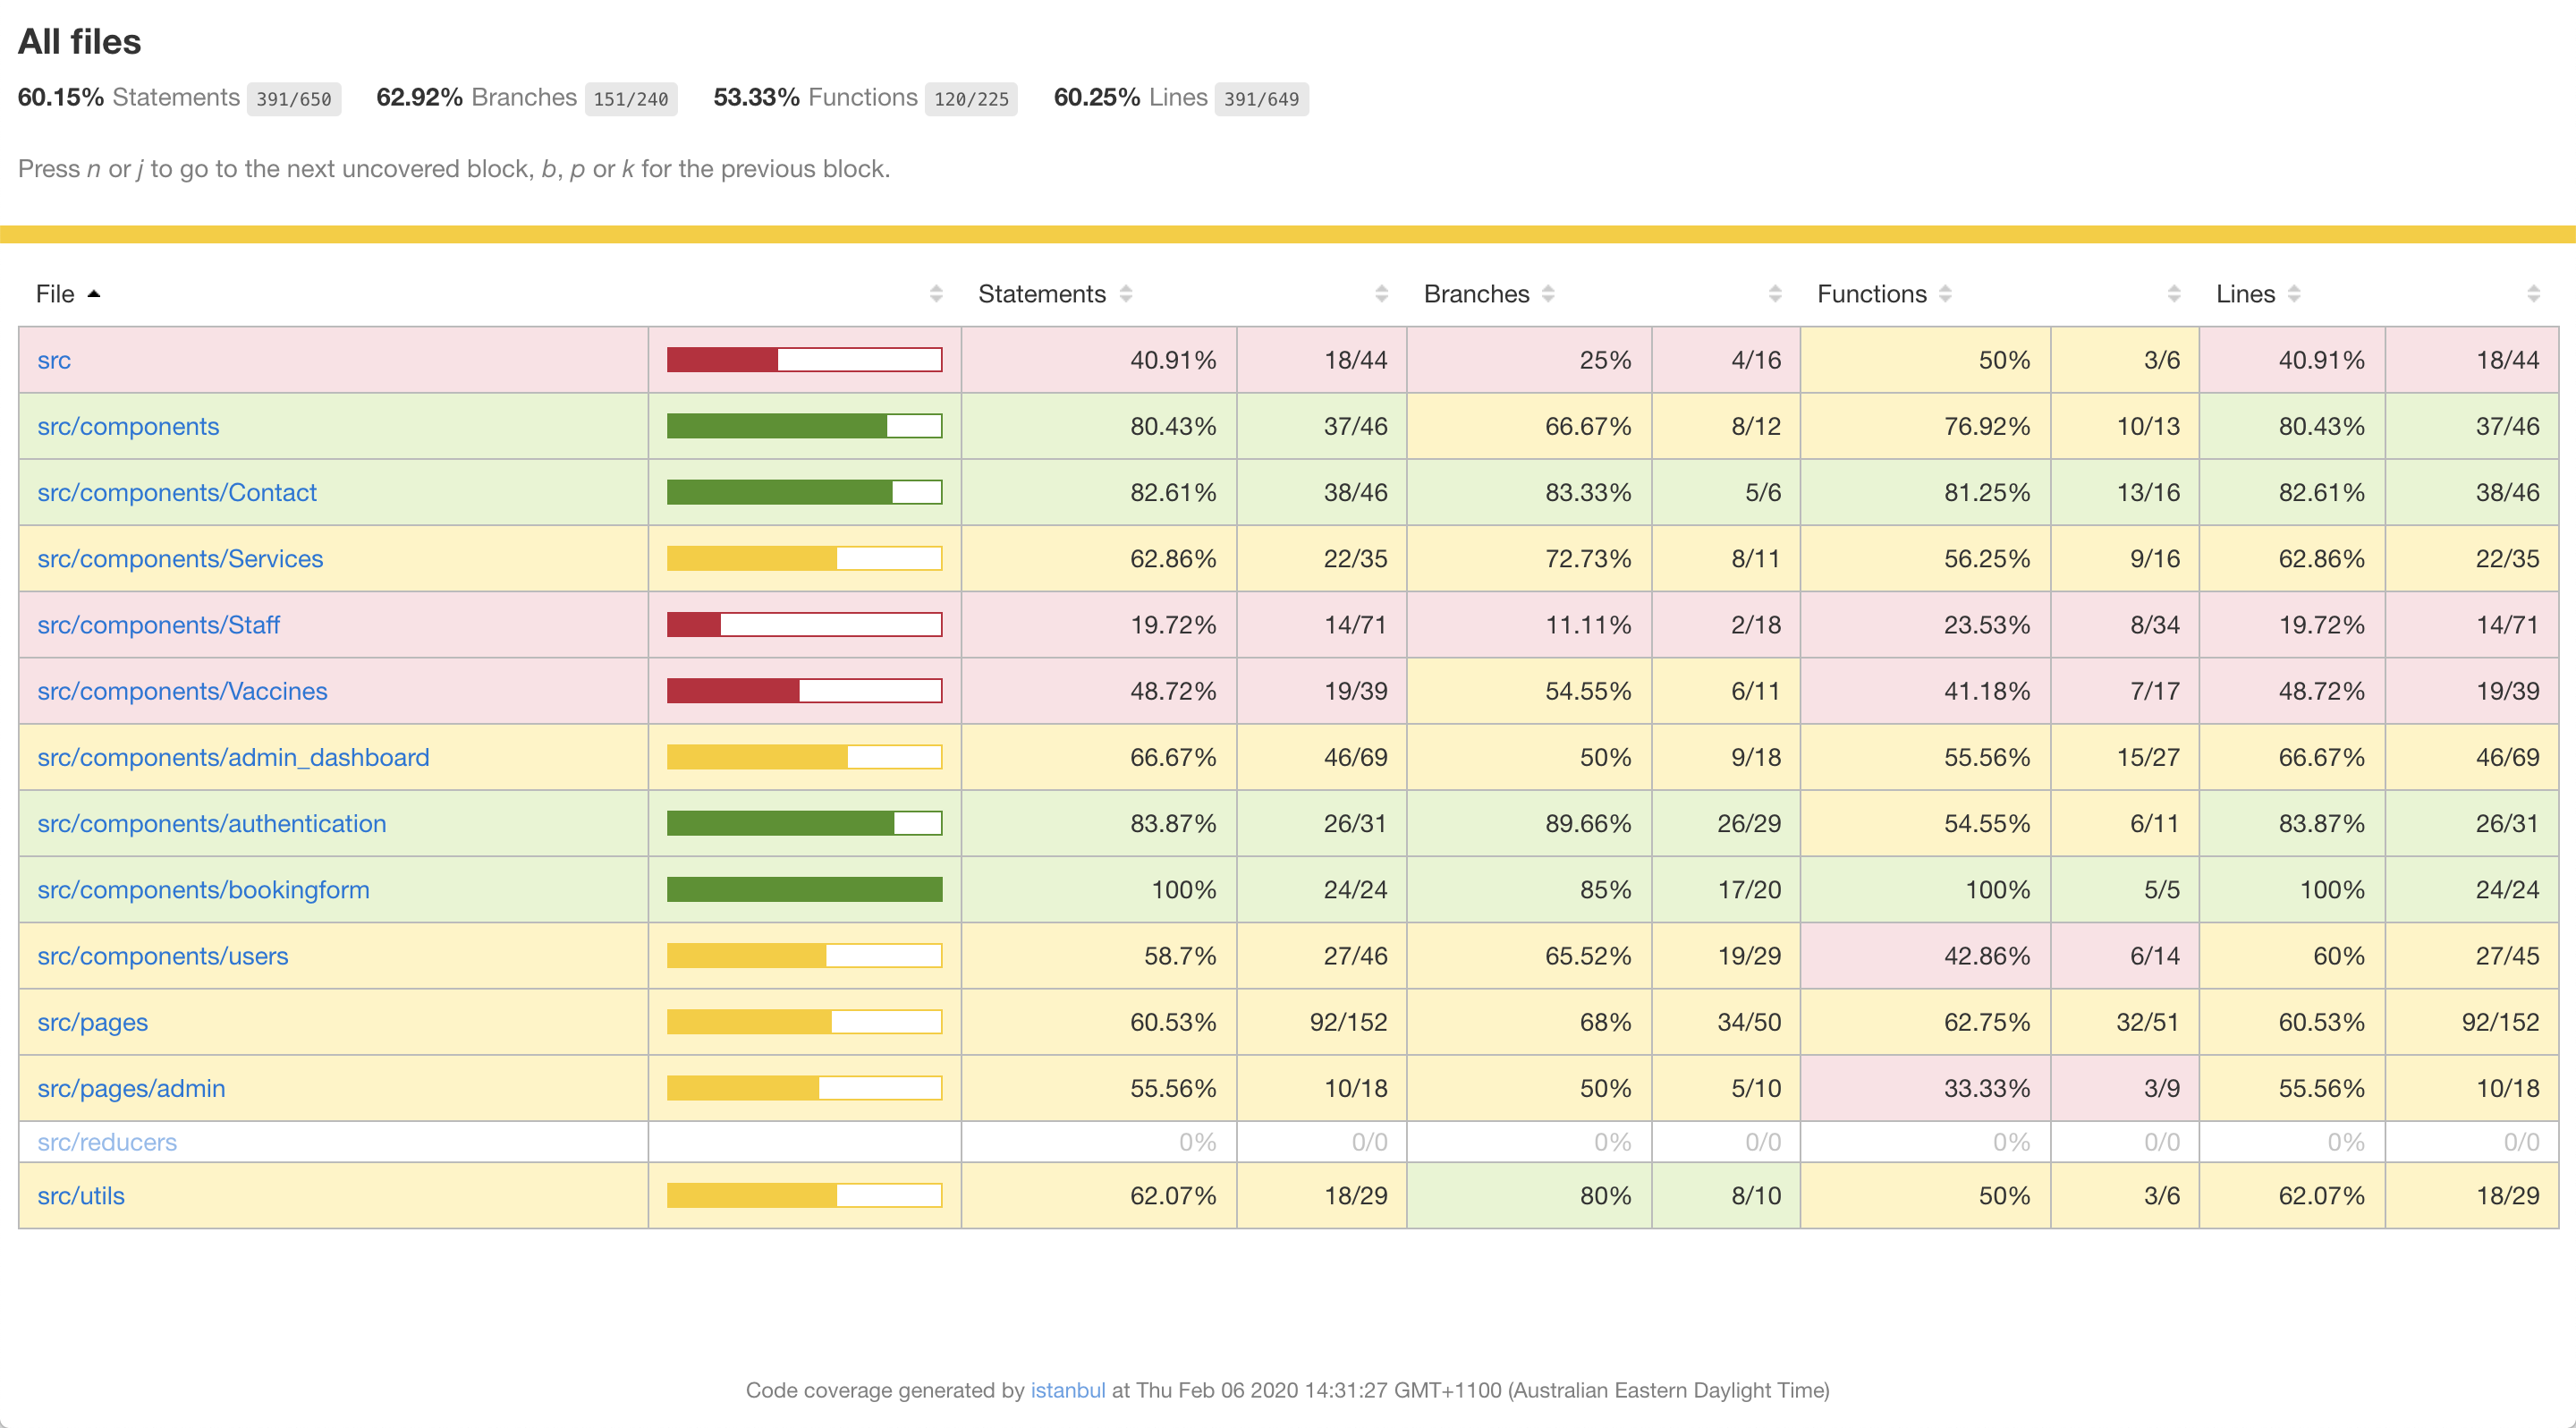 All files
60.15% Statements 391/650 62.92% Branches 151/240 53.33% Functions 120/225 60.25% Lines 391/649
Press n or j to go to the next uncovered block, b, p or k for the previous block.
File Statements Branches Functions Lines
src 40.91% 18/44 25% 4/16 50% 3/6 40.91% 18/44
src/components 80.43% 37/46 66.67% 8/12 76.92% 10/13 80.43% 37/46
src/components/Contact 82.61% 38/46 83.33% 5/6 81.25% 13/16 82.61% 38/46
src/components/Services 62.86% 22/35 72.73% 8/11 56.25% 9/16 62.86% 22/35
src/components/Staff 19.72% 14/71 11.11% 2/18 23.53% 8/34 19.72% 14/71
src/components/Vaccines 48.72% 19/39 54.55% 6/11 41.18% 7/17 48.72% 19/39
src/components/admin_dashboard 66.67% 46/69 50% 9/18 55.56% 15/27 66.67% 46/69
src/components/authentication 83.87% 26/31 89.66% 26/29 54.55% 6/11 83.87% 26/31
src/components/bookingform 100% 24/24 85% 17/20 100% 5/5 100% 24/24
src/components/users 58.7% 27/46 65.52% 19/29 42.86% 6/14 60% 27/45
src/pages 60.53% 92/152 68% 34/50 62.75% 32/51 60.53% 92/152
src/pages/admin 55.56% 10/18 50% 5/10 33.33% 3/9 55.56% 10/18
src/reducers 0% 0/0 0% 0/0 0% 0/0 0% 0/0
src/utils 62.07% 18/29 80% 8/10 50% 3/6 62.07% 18/29
Code coverage generated by istanbul at Thu Feb 06 2020 14:31:27 GMT+1100 (Australian Eastern Daylight Time)